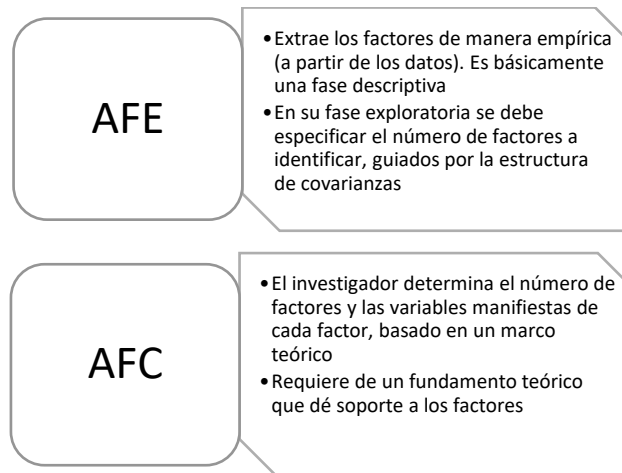 AFE
•Extrae los factores de manera empírica
(a partir de los datos). Es básicamente
una fase descriptiva
•En su fase exploratoria se debe
especificar el número de factores a
identificar, guiados por la estructura
de covarianzas
AFC
•El investigador determina el número de
factores y las variables manifiestas de
cada factor, basado en un marco
teórico
•Requiere de un fundamento teórico
que dé soporte a los factores